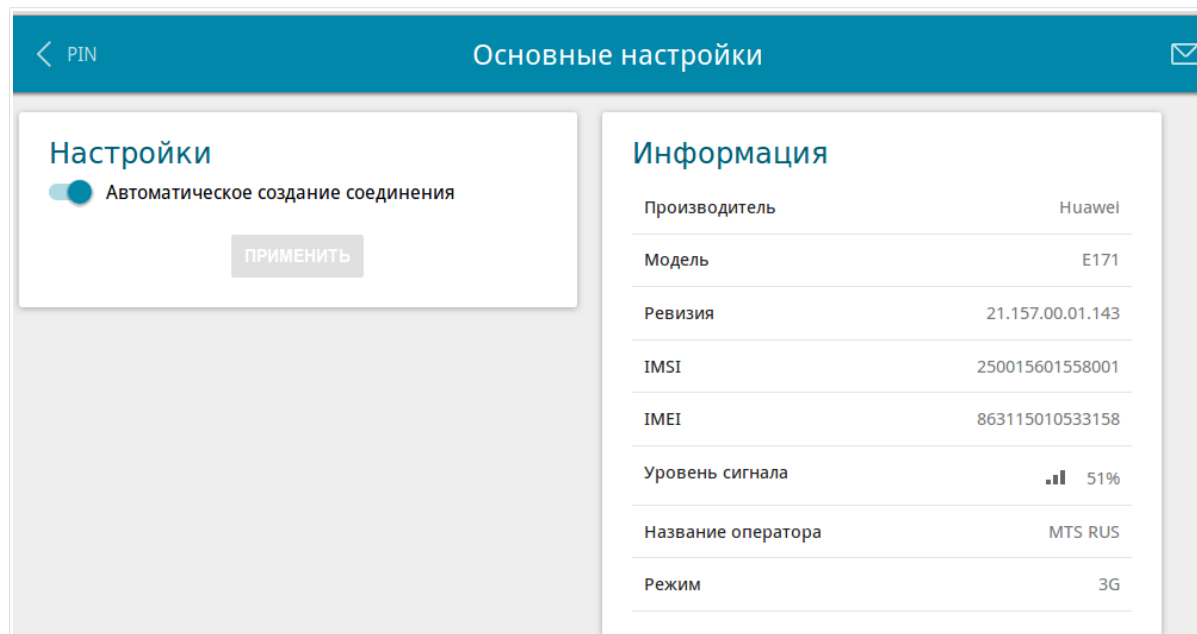 PIN
Основные настройки
Настройки
Автоматическое создание соединения
ПРИМЕНИТЬ
Информация
Производитель Huawei
Модель E171
Ревизия 21.157.00.01.143
IMSI 250015601558001
IMEI 863115010533158
Уровень сигнала 51%
Название оператора MTS RUS
Режим 3G